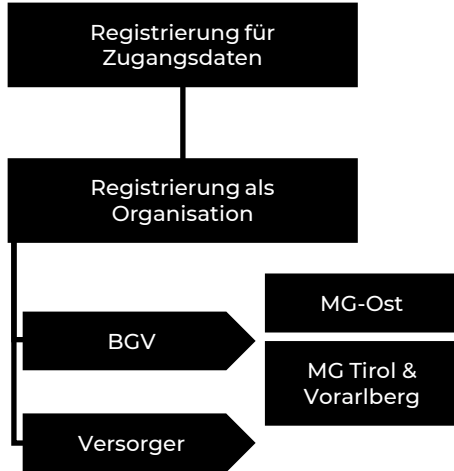 Registrierung für
Zugangsdaten
Registrierung als
Organisation
BGV
MG-Ost
MG Tirol &
Vorarlberg
Versorger